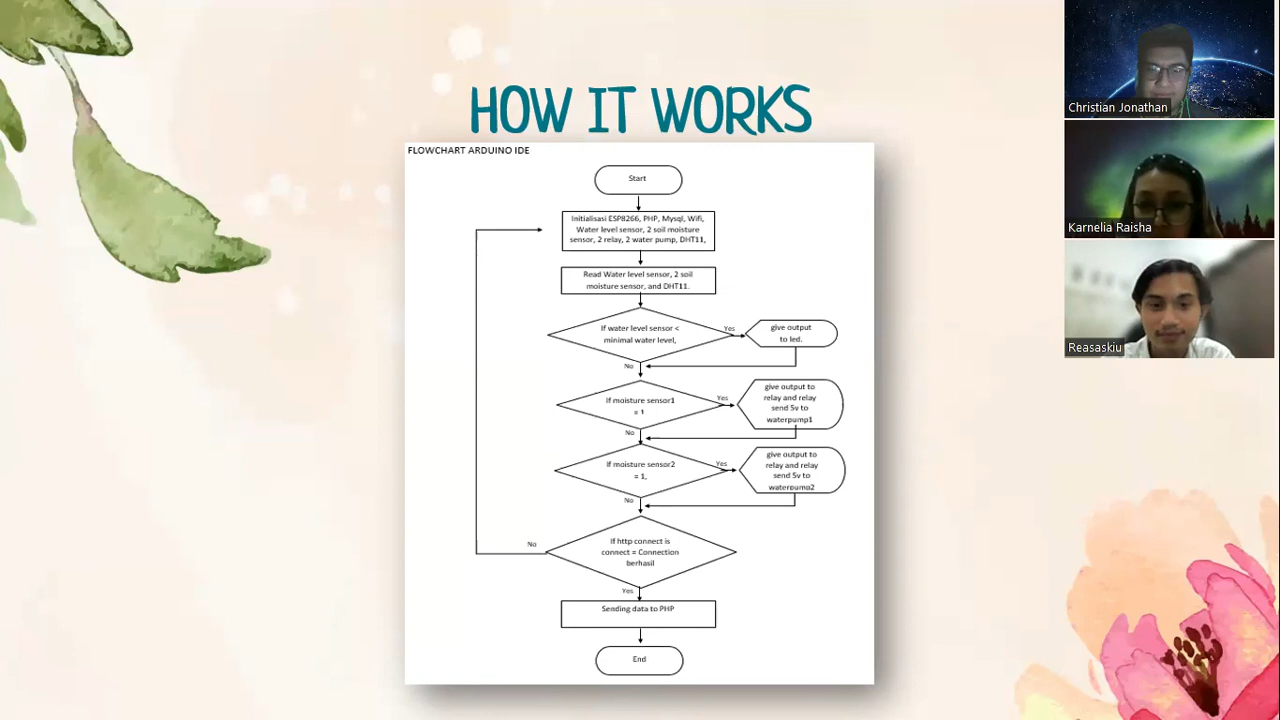 HOW IT WORKS
FLOWCHART ARDUINO IDE
Start
Initialisasi ESP8266, PHP, Mysql, Wifi,
Water level sensor, 2 soil moisture
sensor, 2 relay, 2 water pump, DHT11,
Read Water level sensor, 2 soil
moisture sensor, and DHT11.
If water level sensor <
minimal water level,
Yes
give output
to led.
No
If moisture sensor1
= 1
Yes
give output to
relay and relay
send 5v to
waterpump1
No
If moisture sensor2
= 1,
Yes
give output to
relay and relay
send 5v to
waterpump2
No
If http connect is
connect = Connection
berhasil
No
Yes
Sending data to PHP
End
Christian Jonathan
Karnelia Raisha
Reasaskiu